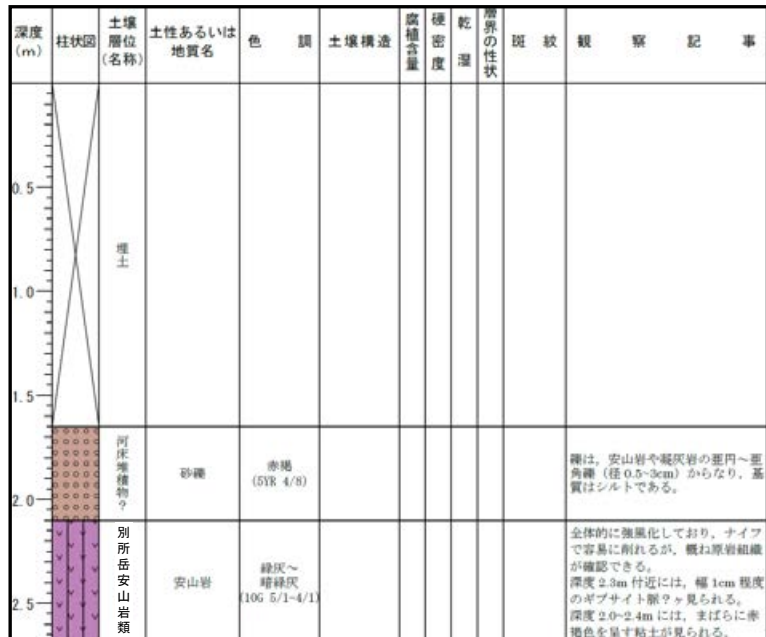 深度
(m)
柱状図
土壌
層位
(名称)
土性あるいは
地質名
色 調
土壌構造
腐植含量
硬密度
乾湿
層界の性状
斑 紋
観 察 記 事
0.5
埋土
1.0
1.5
河床堆積物?
砂礫
赤褐
(5YR 4/8)
礫は，安山岩や凝灰岩の亜円～亜
角礫（径 0.5~3cm）からなり，基
質はシルトである。
2.0
別所岳安山岩類
安山岩
緑灰～
暗緑灰
(10G 5/1-4/1)
全体的に強風化しており，ナイフ
で容易に削れるが，概ね原岩組織
が確認できる。
深度 2.3m 付近には，幅 1cm 程度
のギブサイト脈？ヶ見られる。
深度 2.0~2.4m には，まばらに赤
褐色を呈す粘土が見られる。
2.5